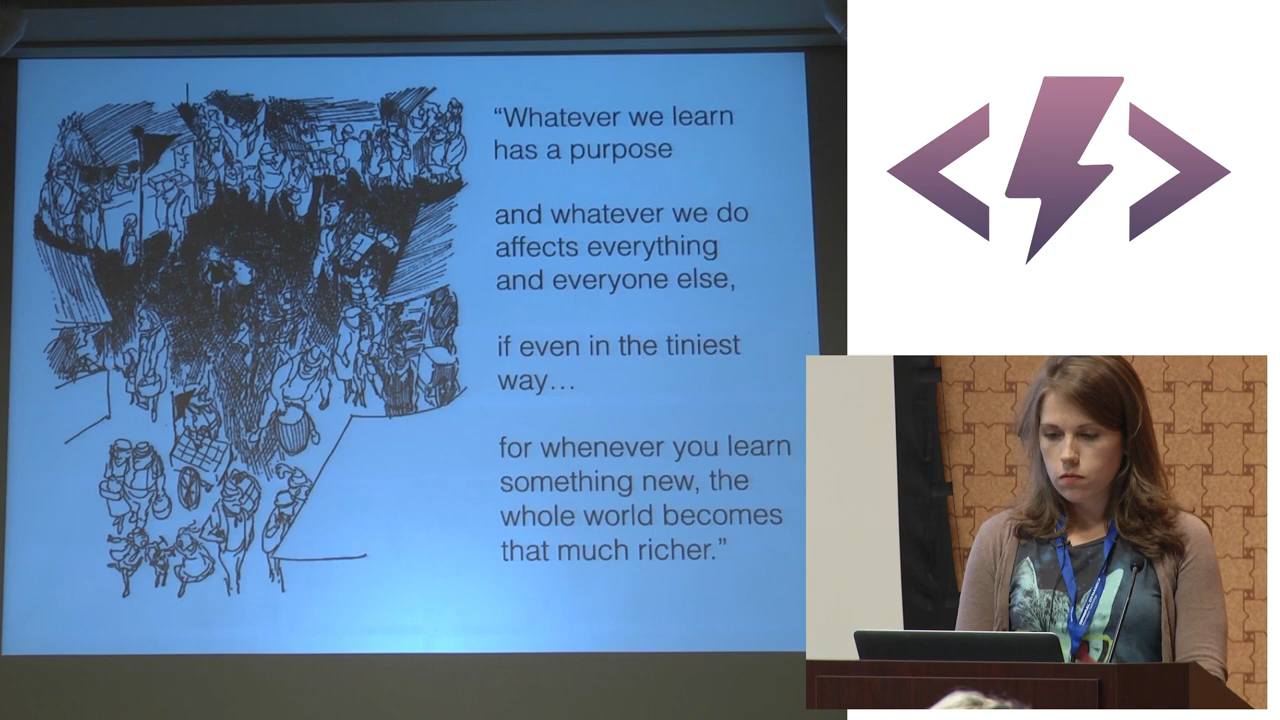 “Whatever we learn
has a purpose
and whatever we do
affects everything
and everyone else,
if even in the tiniest
way…
for whenever you learn
something new, the
whole world becomes
that much richer.”